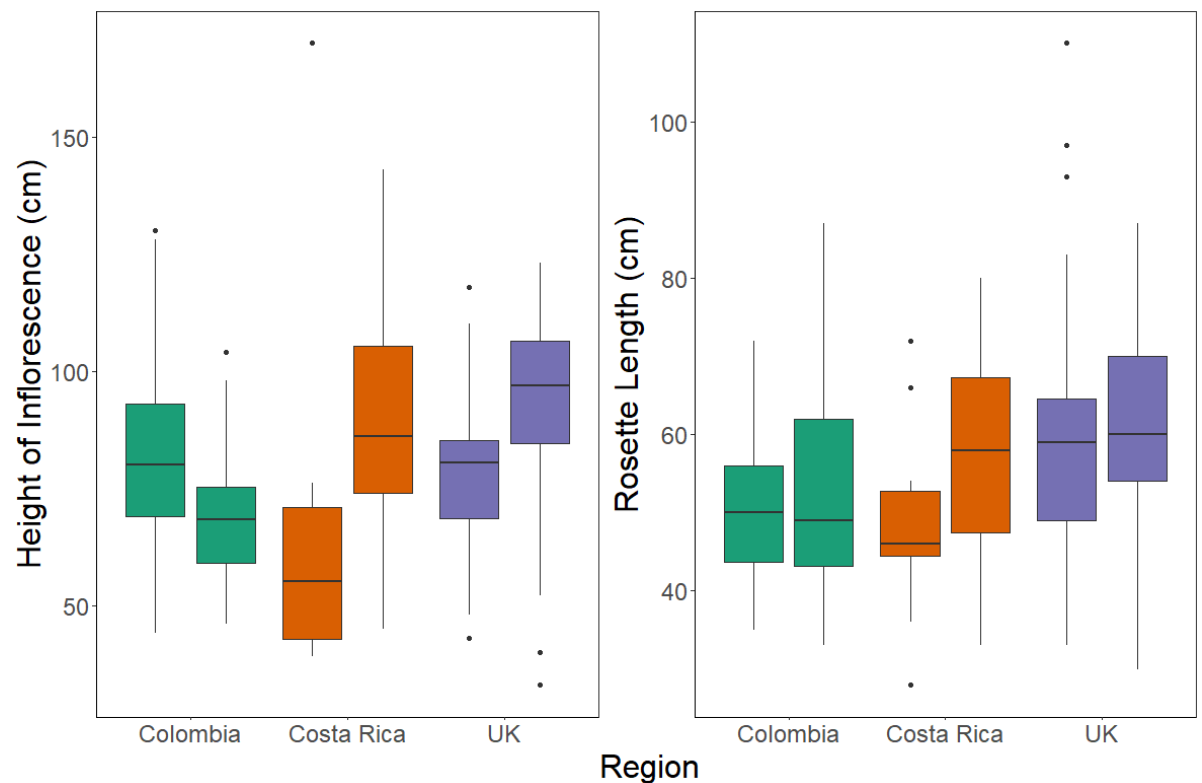 Height of Inflorescence (cm)
150
100
50
Colombia
Costa Rica
UK
Rosette Length (cm)
100
80
60
40
Colombia
Costa Rica
UK
Region